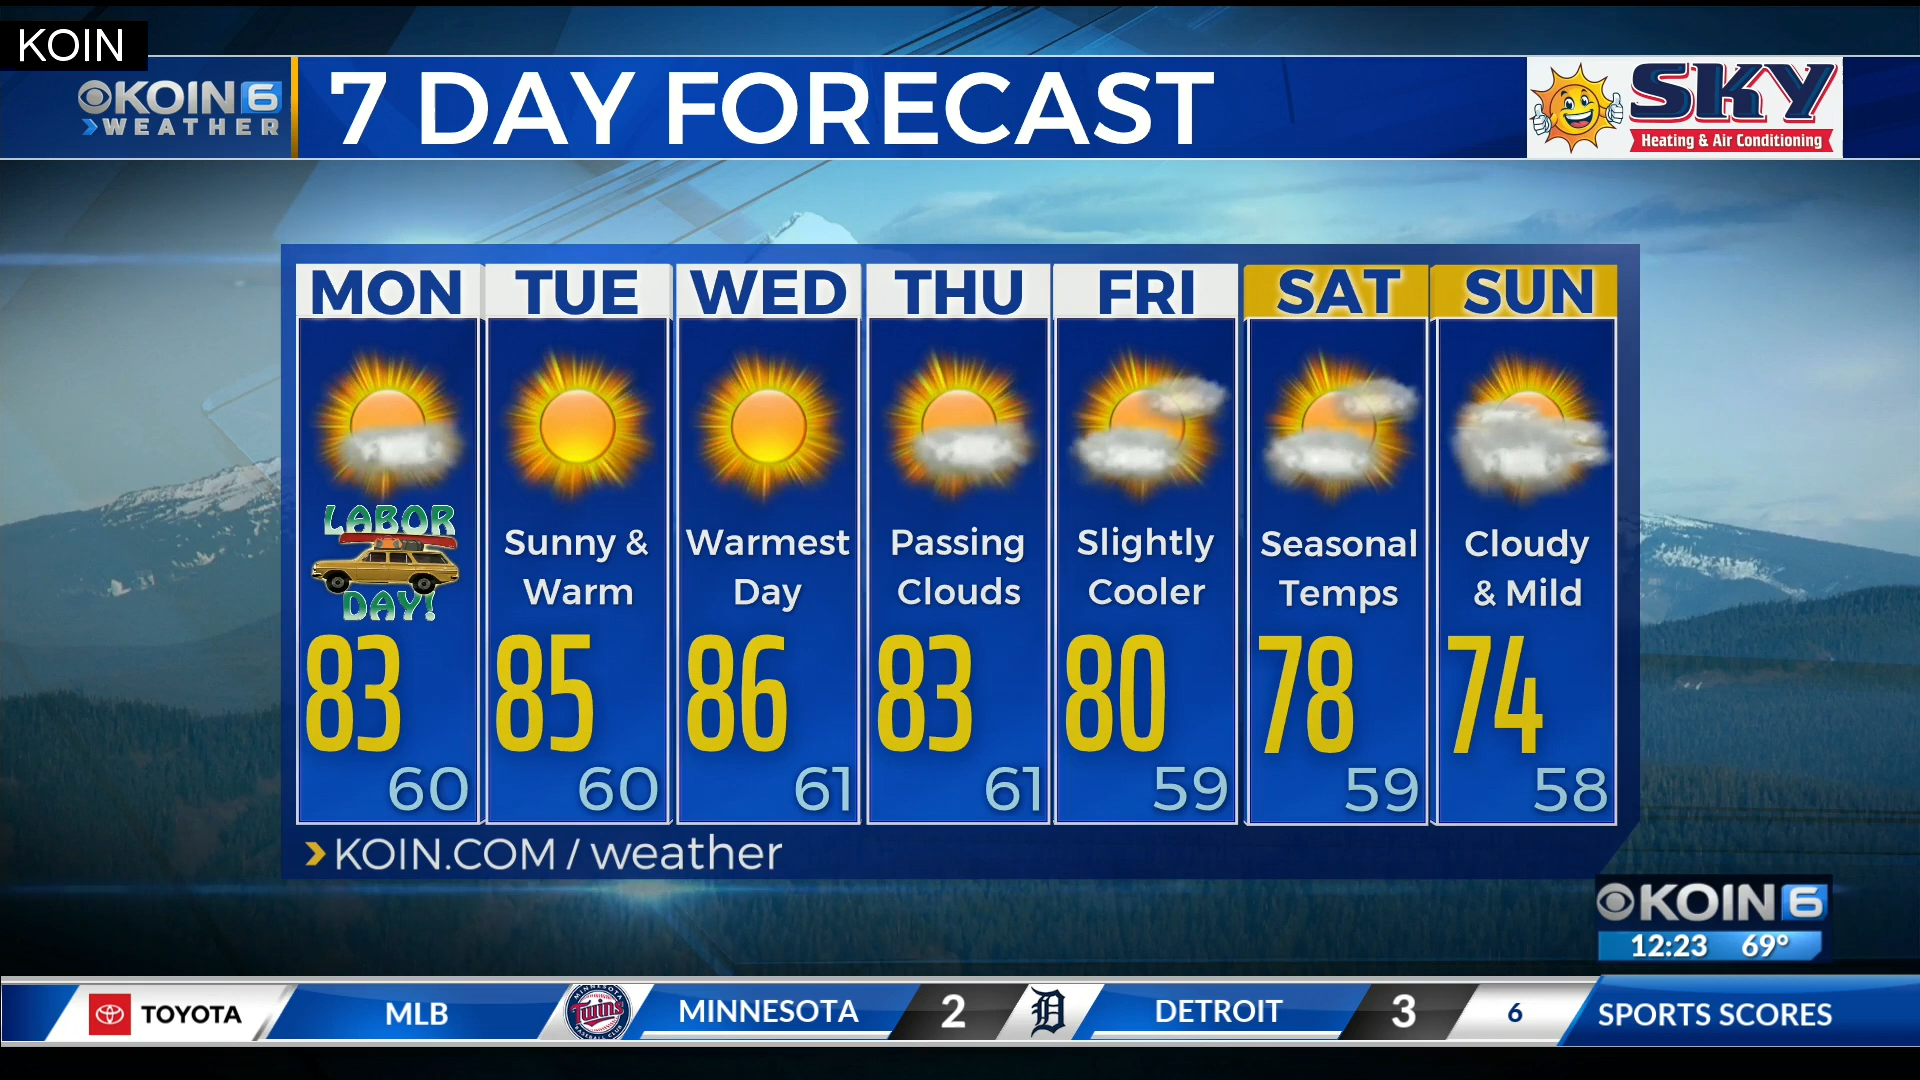 KOIN
KOIN 6
WEATHER
7 DAY FORECAST
SKY
Heating & Air Conditioning
MON TUE WED THU FRI SAT SUN
LABOR
DAY!
Sunny &
Warm
Warmest
Day
Passing
Clouds
Slightly
Cooler
Seasonal
Temps
Cloudy
& Mild
83 85 86 83 80 78 74
60 60 61 61 59 59 58
KOIN.COM / weather
KOIN 6
12:23 69°
TOYOTA MLB MINNESOTA TWINS MINNESOTA 2 D DETROIT 3 6 SPORTS SCORES